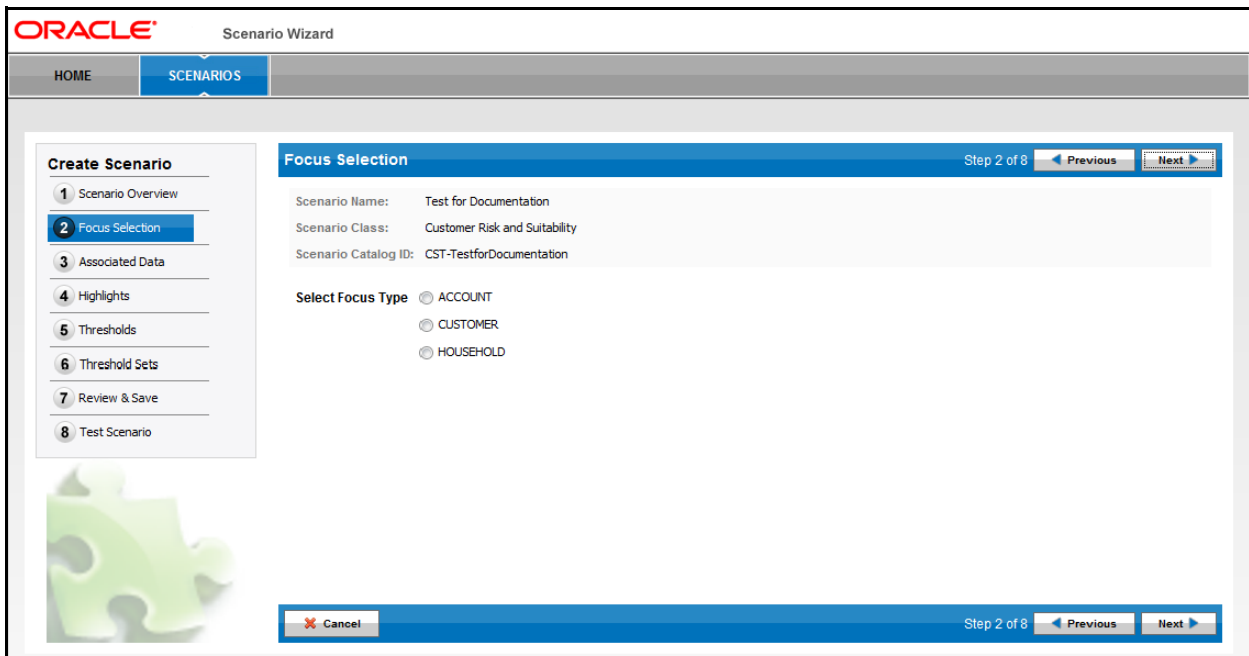 ORACLE Scenario Wizard
HOME SCENARIOS
Create Scenario
1 Scenario Overview
2 Focus Selection
3 Associated Data
4 Highlights
5 Thresholds
6 Threshold Sets
7 Review & Save
8 Test Scenario
Focus Selection Step 2 of 8 Previous Next
Scenario Name: Test for Documentation
Scenario Class: Customer Risk and Suitability
Scenario Catalog ID: CST-TestforDocumentation
Select Focus Type ACCOUNT
CUSTOMER
HOUSEHOLD
Cancel Step 2 of 8 Previous Next